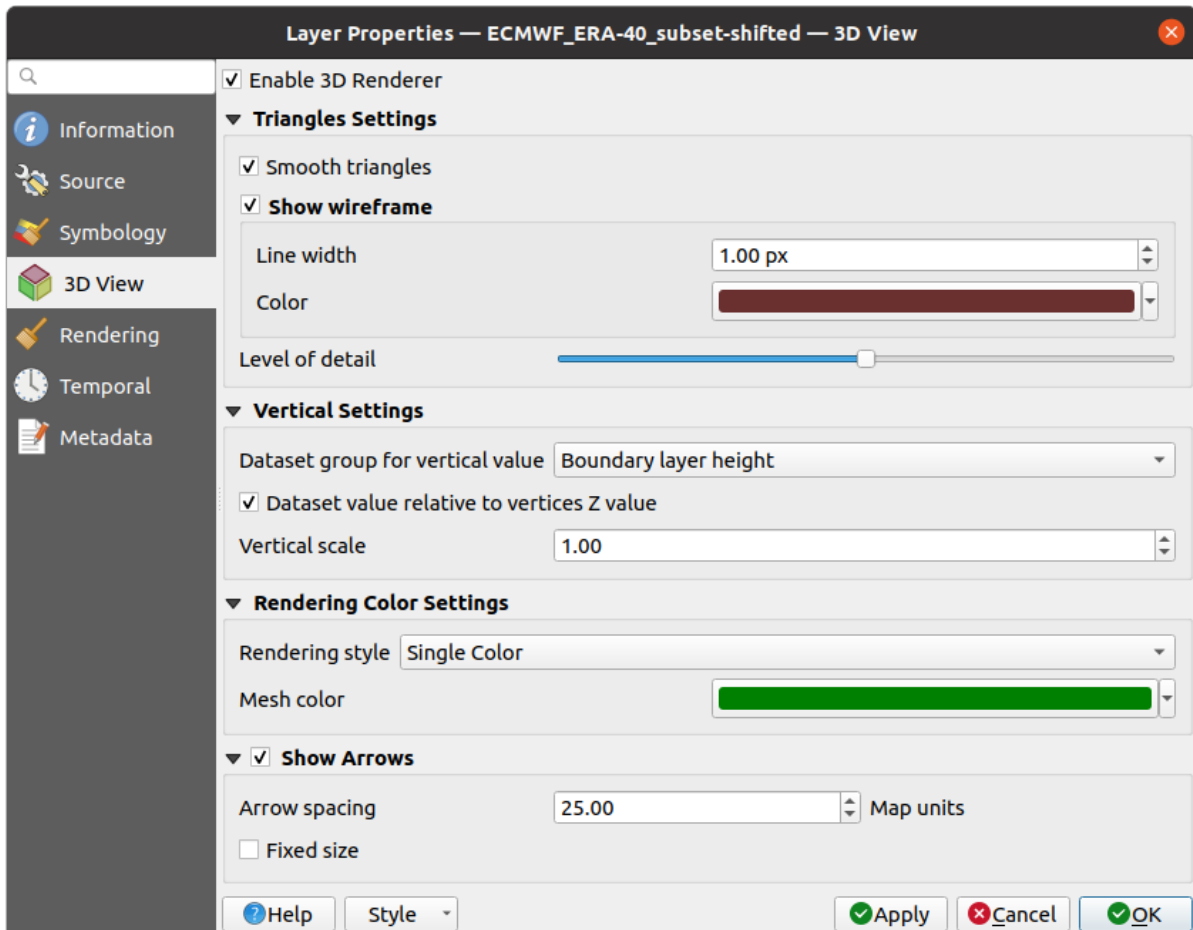 Layer Properties — ECMWF_ERA-40_subset-shifted — 3D View
Information
Source
Symbology
3D View
Rendering
Temporal
Metadata
Enable 3D Renderer
Triangles Settings
Smooth triangles
Show wireframe
Line width 1.00 px
Color
Level of detail
Vertical Settings
Dataset group for vertical value Boundary layer height
Dataset value relative to vertices Z value
Vertical scale 1.00
Rendering Color Settings
Rendering style Single Color
Mesh color
Show Arrows
Arrow spacing 25.00 Map units
Fixed size
Help Style Apply Cancel OK